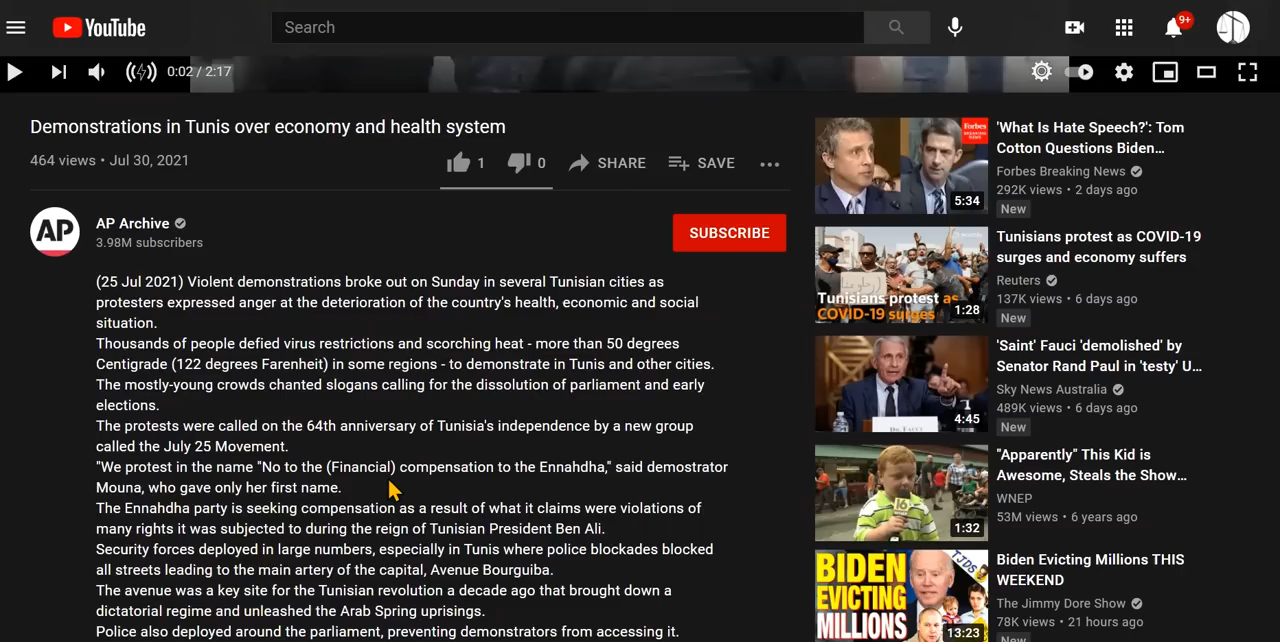 YouTube
Search
9+
0:02 / 2:17
Demonstrations in Tunis over economy and health system
464 views • Jul 30, 2021
1
0
SHARE
SAVE
AP
AP Archive
3.98M subscribers
SUBSCRIBE
(25 Jul 2021) Violent demonstrations broke out on Sunday in several Tunisian cities as
protesters expressed anger at the deterioration of the country's health, economic and social
situation.
Thousands of people defied virus restrictions and scorching heat - more than 50 degrees
Centigrade (122 degrees Farenheit) in some regions - to demonstrate in Tunis and other cities.
The mostly-young crowds chanted slogans calling for the dissolution of parliament and early
elections.
The protests were called on the 64th anniversary of Tunisia's independence by a new group
called the July 25 Movement.
"We protest in the name "No to the (Financial) compensation to the Ennahdha," said demostrator
Mouna, who gave only her first name.
The Ennahdha party is seeking compensation as a result of what it claims were violations of
many rights it was subjected to during the reign of Tunisian President Ben Ali.
Security forces deployed in large numbers, especially in Tunis where police blockades blocked
all streets leading to the main artery of the capital, Avenue Bourguiba.
The avenue was a key site for the Tunisian revolution a decade ago that brought down a
dictatorial regime and unleashed the Arab Spring uprisings.
Police also deployed around the parliament, preventing demonstrators from accessing it.
Forbes
5:34
'What Is Hate Speech?': Tom
Cotton Questions Biden...
Forbes Breaking News
292K views • 2 days ago
New
Tunisians protest as
COVID-19 surges
1:28
Tunisians protest as COVID-19
surges and economy suffers
Reuters
137K views • 6 days ago
New
4:45
'Saint' Fauci 'demolished' by
Senator Rand Paul in 'testy' U...
Sky News Australia
489K views • 6 days ago
New
16
1:32
"Apparently" This Kid is
Awesome, Steals the Show...
WNEP
53M views • 6 years ago
BIDEN
EVICTING
MILLIONS
TJDS
13:23
Biden Evicting Millions THIS
WEEKEND
The Jimmy Dore Show
78K views • 21 hours ago
New